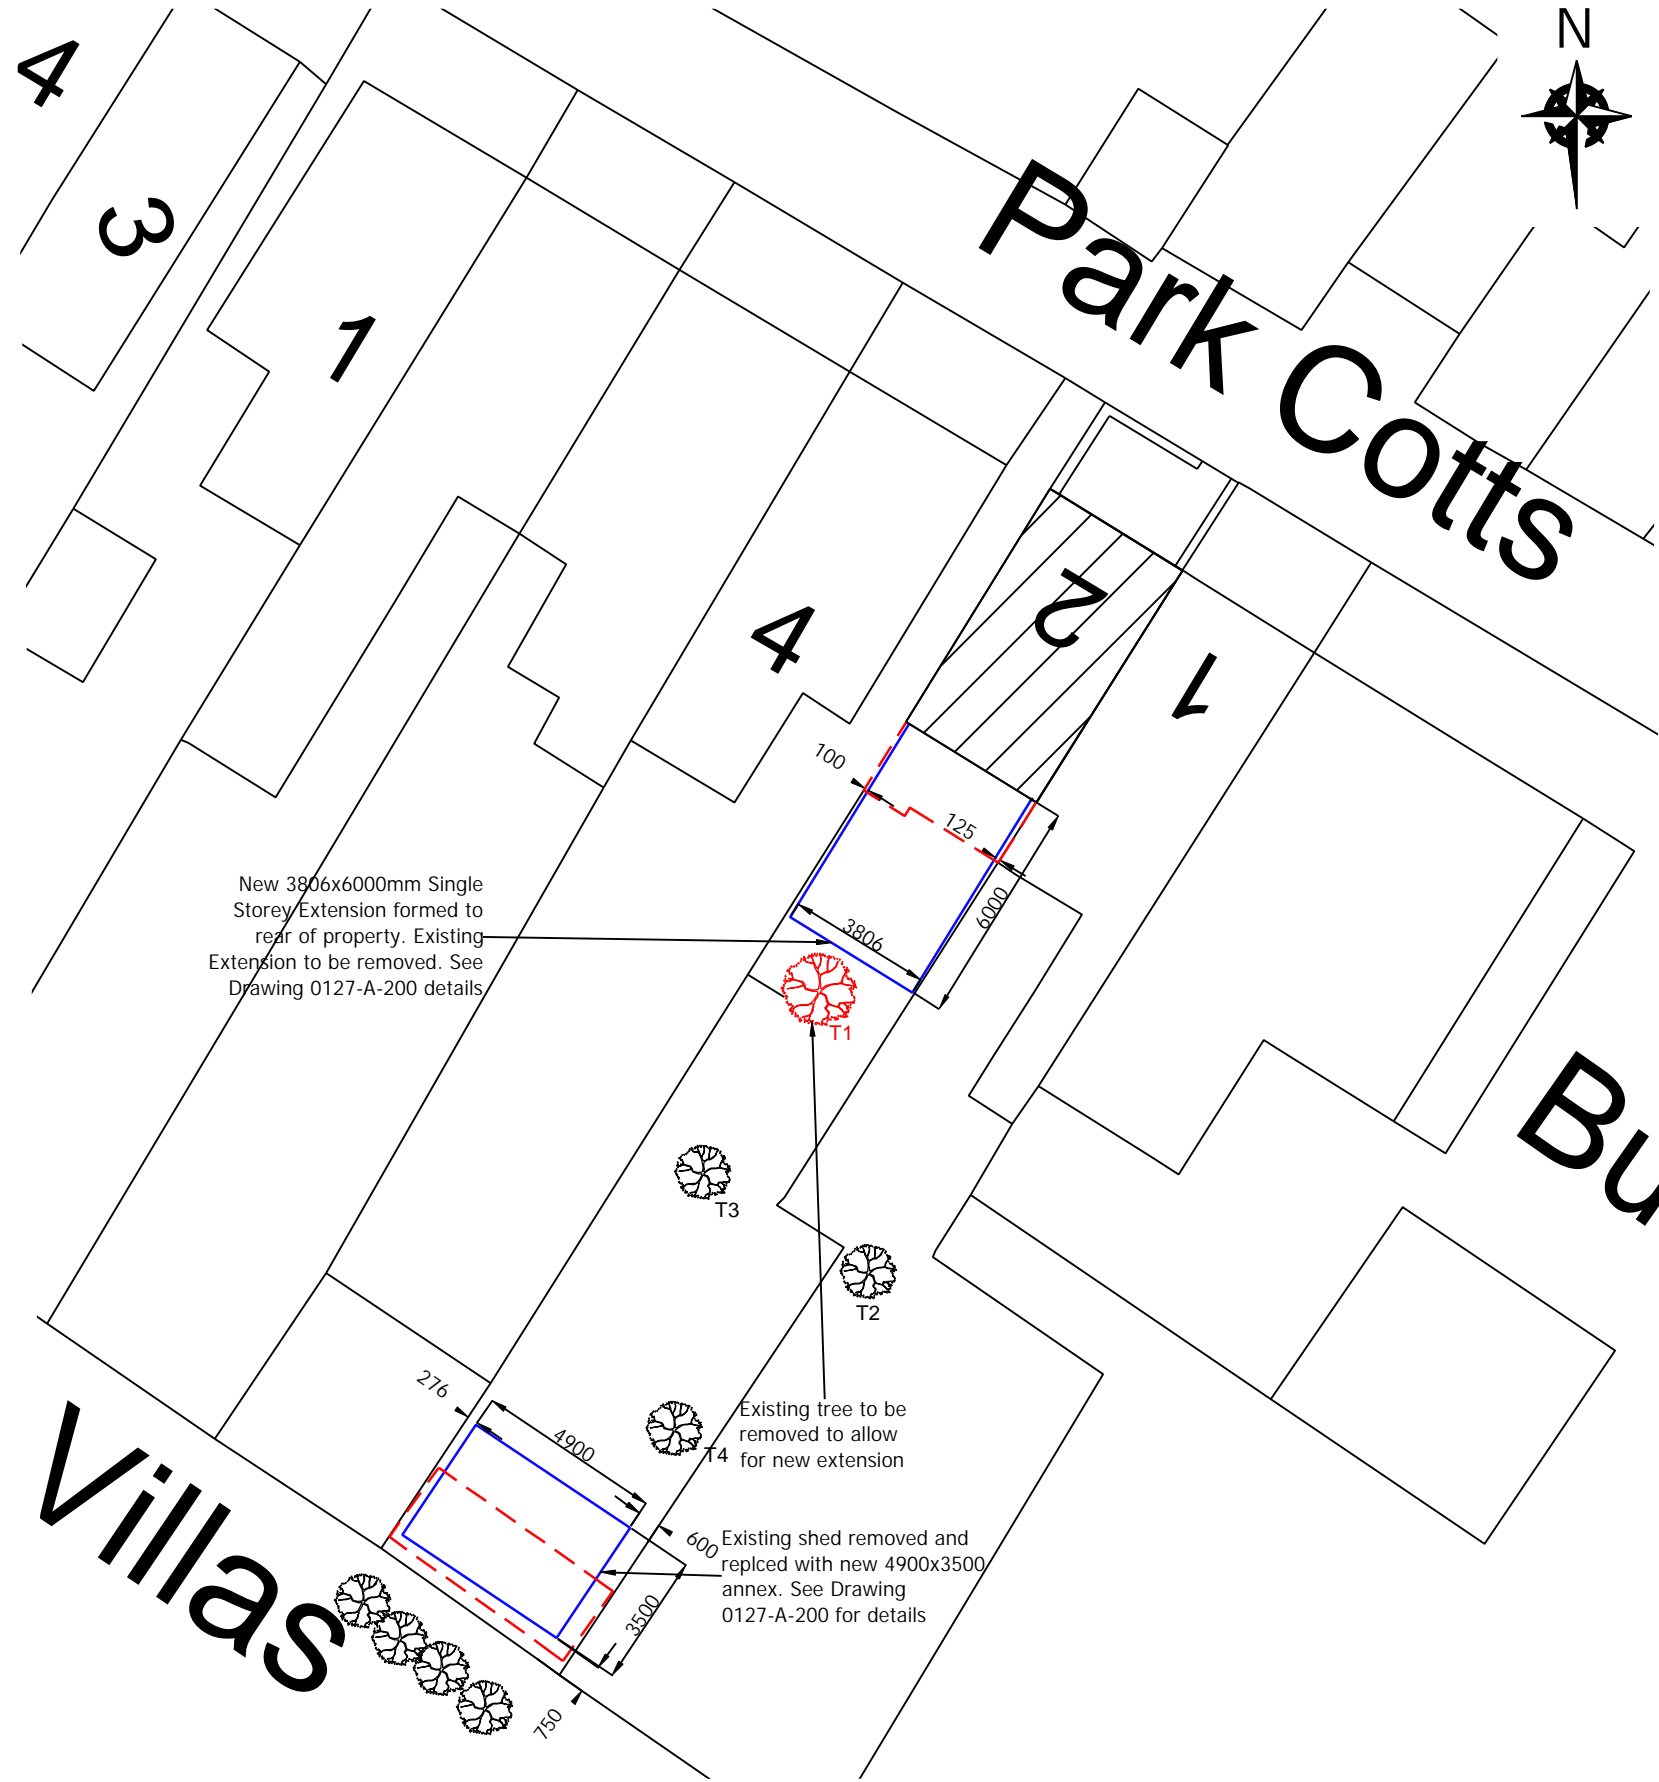 N
4
3
1
Park Cotts
2
4
1
100
125
6000
3806
New 3806x6000mm Single
Storey Extension formed to
rear of property. Existing
Extension to be removed. See
Drawing 0127-A-200 details
T1
T3
T2
Bu
276
4900
T4
Existing tree to be
removed to allow
for new extension
Villas
600
Existing shed removed and
replced with new 4900x3500
annex. See Drawing
0127-A-200 for details
3500
750